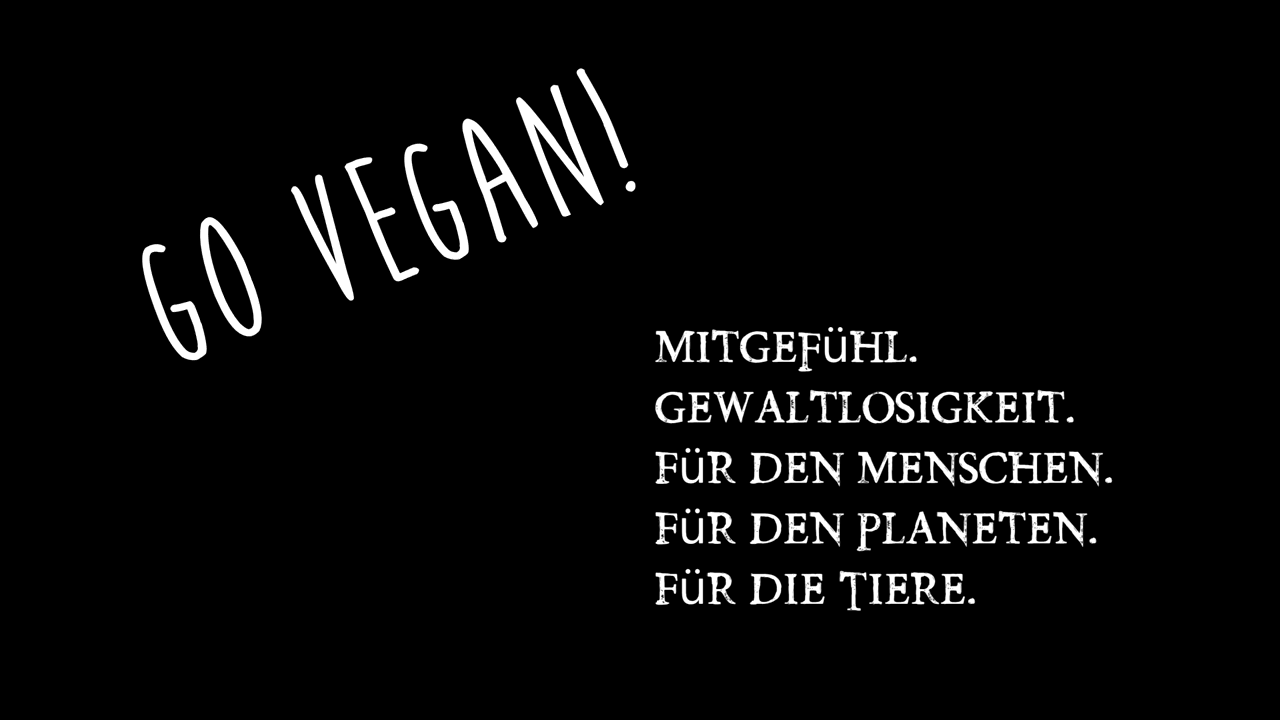 GO VEGAN!
MITGEFÜHL.
GEWALTLOSIGKEIT.
FÜR DEN MENSCHEN.
FÜR DEN PLANETEN.
FÜR DIE TIERE.